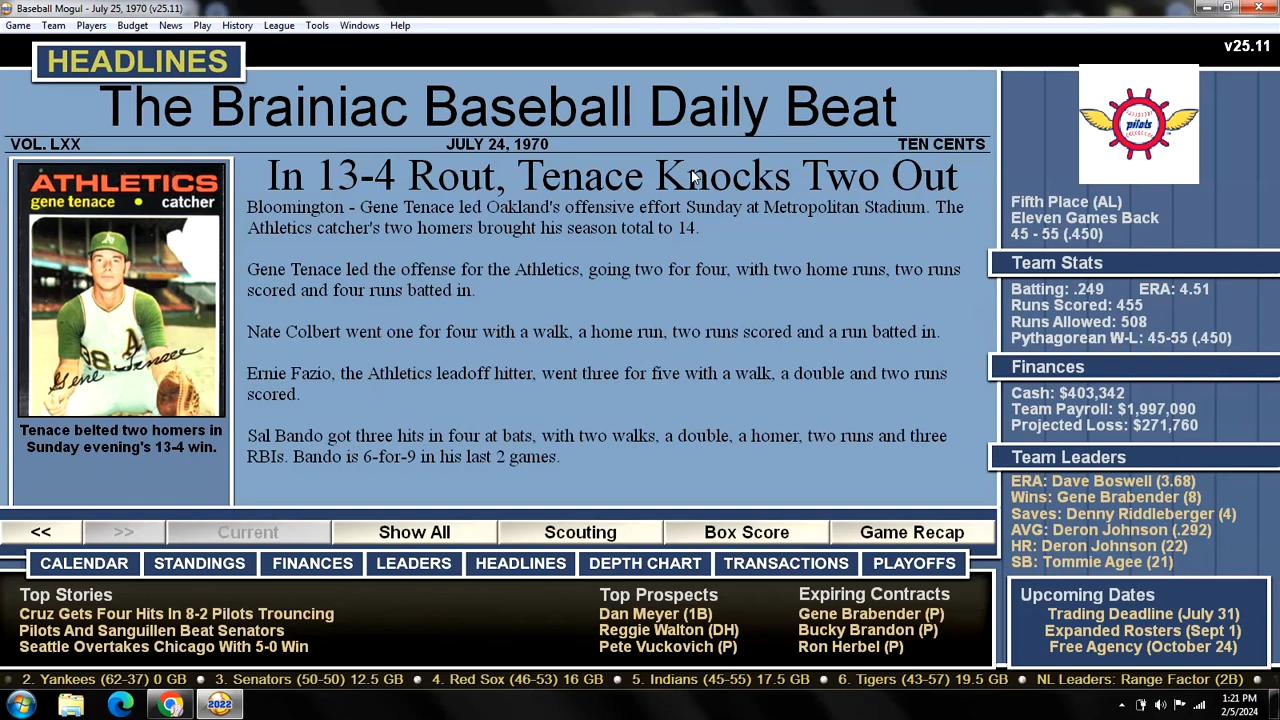 Baseball Mogul - July 25, 1970 (v25.11)
Game Team Players Budget News Play History League Tools Windows Help
HEADLINES
v25.11
The Brainiac Baseball Daily Beat
VOL. LXX JULY 24, 1970 TEN CENTS
ATHLETICS
gene tenace • catcher
Gene Tenace
Tenace belted two homers in
Sunday evening's 13-4 win.
In 13-4 Rout, Tenace Knocks Two Out
Bloomington - Gene Tenace led Oakland's offensive effort Sunday at Metropolitan Stadium. The
Athletics catcher's two homers brought his season total to 14.
Gene Tenace led the offense for the Athletics, going two for four, with two home runs, two runs
scored and four runs batted in.
Nate Colbert went one for four with a walk, a home run, two runs scored and a run batted in.
Ernie Fazio, the Athletics leadoff hitter, went three for five with a walk, a double and two runs
scored.
Sal Bando got three hits in four at bats, with two walks, a double, a homer, two runs and three
RBIs. Bando is 6-for-9 in his last 2 games.
pilots
Fifth Place (AL)
Eleven Games Back
45 - 55 (.450)
Team Stats
Batting: .249 ERA: 4.51
Runs Scored: 455
Runs Allowed: 508
Pythagorean W-L: 45-55 (.450)
Finances
Cash: $403,342
Team Payroll: $1,997,090
Projected Loss: $271,760
Team Leaders
ERA: Dave Boswell (3.68)
Wins: Gene Brabender (8)
Saves: Denny Riddleberger (4)
AVG: Deron Johnson (.292)
HR: Deron Johnson (22)
SB: Tommie Agee (21)
<< >> Current Show All Scouting Box Score Game Recap
CALENDAR STANDINGS FINANCES LEADERS HEADLINES DEPTH CHART TRANSACTIONS PLAYOFFS
Top Stories
Cruz Gets Four Hits In 8-2 Pilots Trouncing
Pilots And Sanguillen Beat Senators
Seattle Overtakes Chicago With 5-0 Win
Top Prospects
Dan Meyer (1B)
Reggie Walton (DH)
Pete Vuckovich (P)
Expiring Contracts
Gene Brabender (P)
Bucky Brandon (P)
Ron Herbel (P)
Upcoming Dates
Trading Deadline (July 31)
Expanded Rosters (Sept 1)
Free Agency (October 24)
2. Yankees (62-37) 0 GB • 3. Senators (50-50) 12.5 GB • 4. Red Sox (46-53) 16 GB • 5. Indians (45-55) 17.5 GB • 6. Tigers (43-57) 19.5 GB • NL Leaders: Range Factor (2B)
2022
1:21 PM
2/5/2024